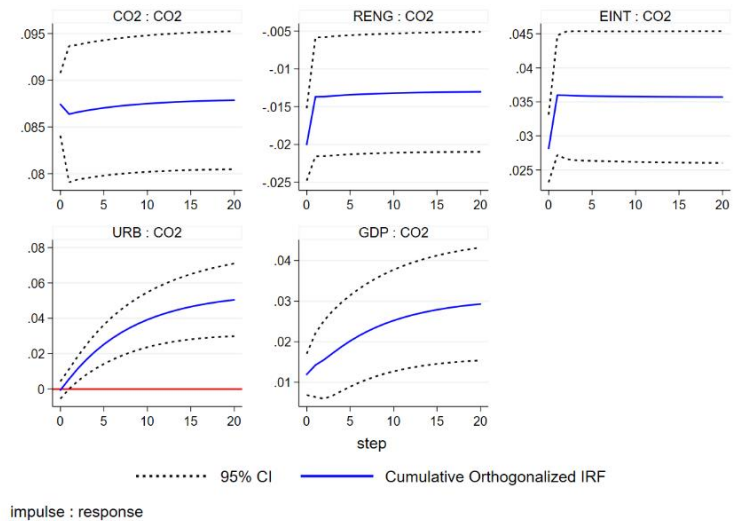 CO2 : CO2
RENG : CO2
EINT : CO2
.095
.09
.085
.08
0 5 10 15 20
-.005
-.01
-.015
-.02
-.025
0 5 10 15 20
.045
.04
.035
.03
.025
0 5 10 15 20
URB : CO2
GDP : CO2
.08
.06
.04
.02
0
0 5 10 15 20
.04
.03
.02
.01
0 5 10 15 20
step
95% CI
Cumulative Orthogonalized IRF
impulse : response